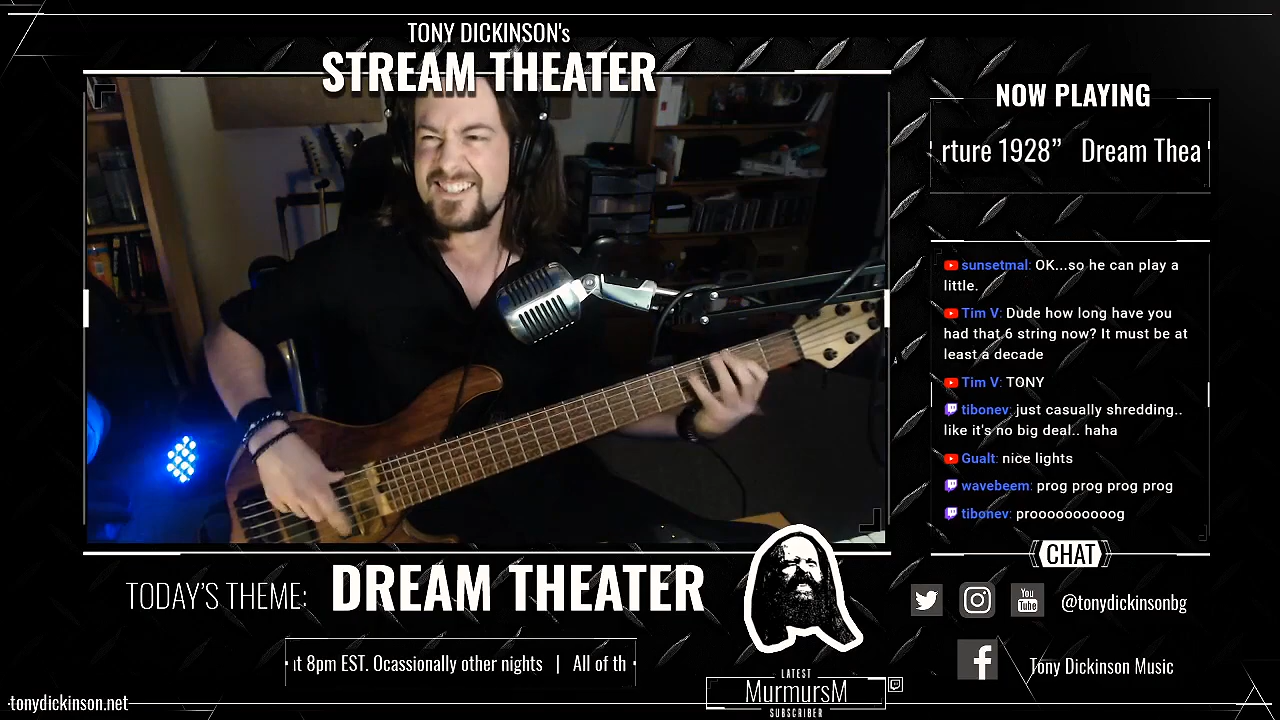 TONY DICKINSON's
STREAM THEATER
NOW PLAYING
rture 1928” Dream Thea
sunsetmal: OK...so he can play a
little.
Tim V: Dude how long have you
had that 6 string now? It must be at
least a decade
Tim V: TONY
tibonev: just casually shredding..
like it's no big deal.. haha
Gualt: nice lights
wavebeem: prog prog prog prog
tibonev: proooooooooog
CHAT
TODAY'S THEME: DREAM THEATER
You
Tube
@tonydickinsonbg
ıt 8pm EST. Ocassionally other nights | All of th
Tony Dickinson Music
LATEST
MurmursM
SUBSCRIBER
tonydickinson.net